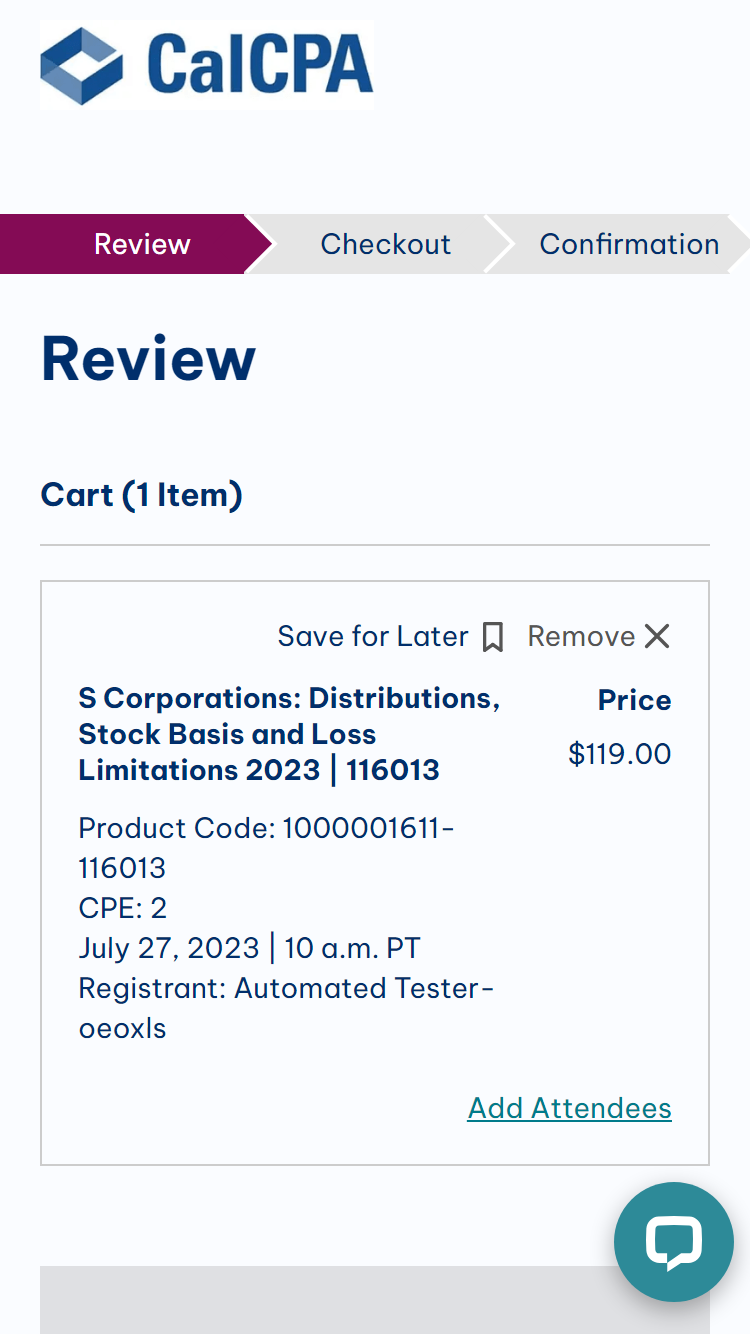 CalCPA
Review
Checkout
Confirmation
Review
Cart (1 Item)
Save for Later
Remove
S Corporations: Distributions,
Stock Basis and Loss
Limitations 2023 | 116013
Price
$119.00
Product Code: 1000001611-
116013
CPE: 2
July 27, 2023 | 10 a.m. PT
Registrant: Automated Tester-
oeoxls
Add Attendees